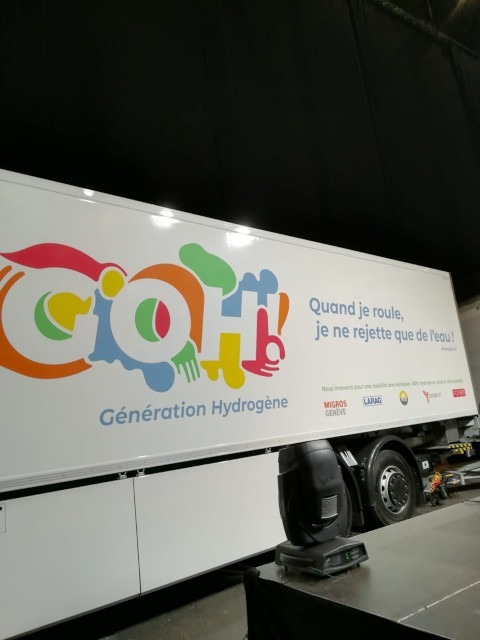 GOH!
Génération Hydrogène
Quand je roule,
je ne rejette que de l'eau !
MIGROS
GENÈVE
LARAG